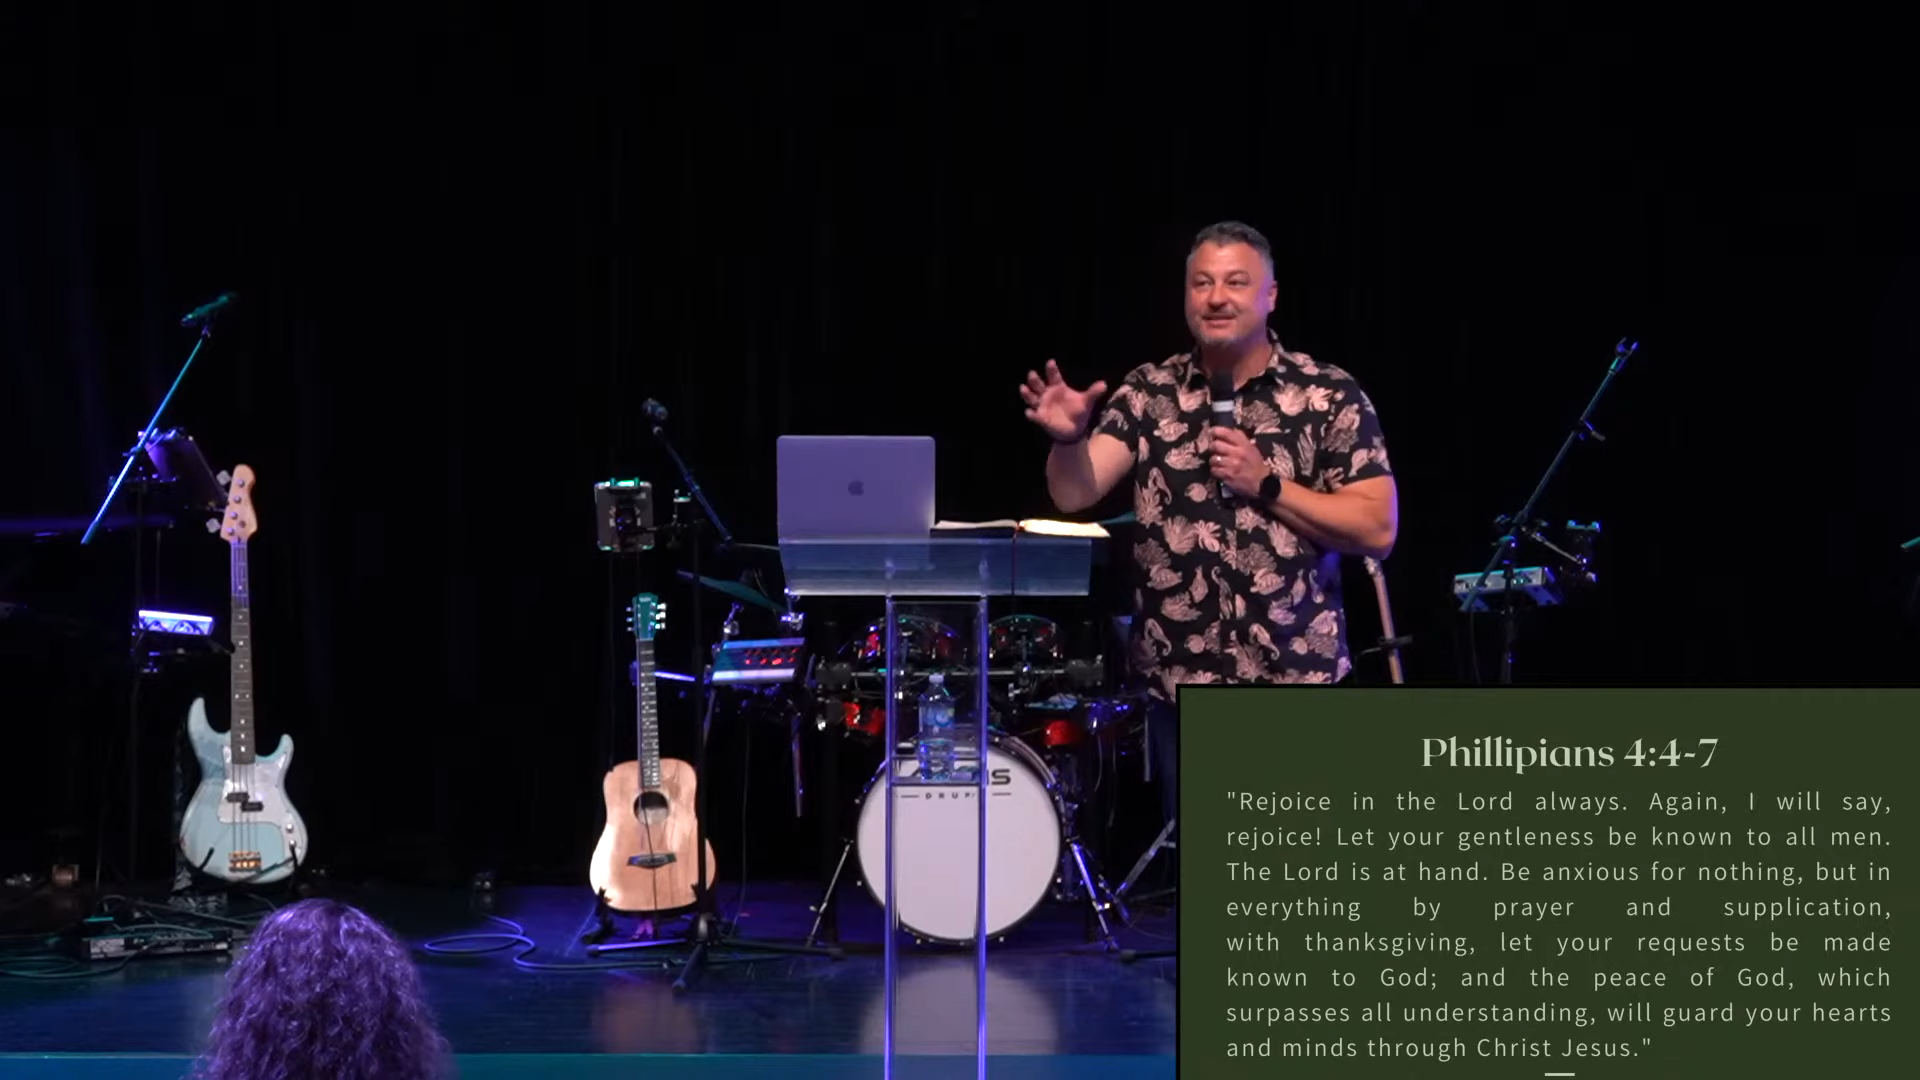 Phillipians 4:4-7
"Rejoice in the Lord always. Again, I will say,
rejoice! Let your gentleness be known to all men.
The Lord is at hand. Be anxious for nothing, but in
everything by prayer and supplication,
with thanksgiving, let your requests be made
known to God; and the peace of God, which
surpasses all understanding, will guard your hearts
and minds through Christ Jesus."